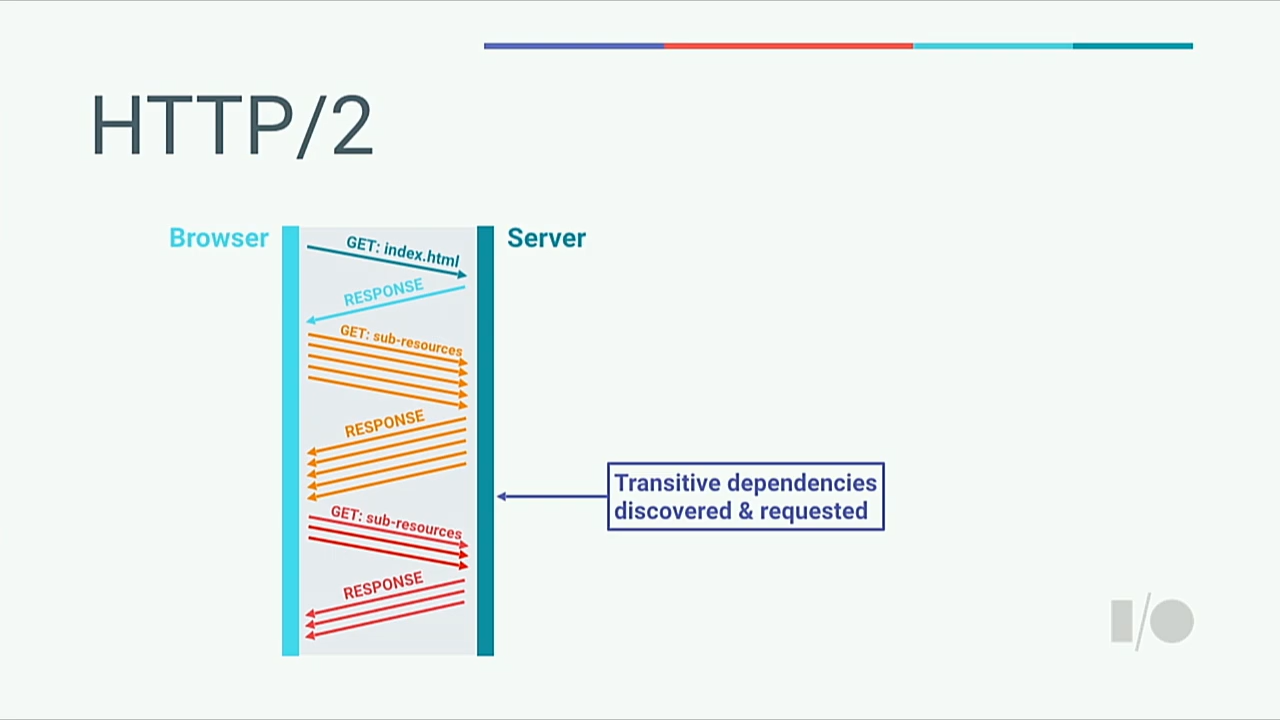 HTTP/2
Browser
Server
GET: index.html
RESPONSE
GET: sub-resources
RESPONSE
Transitive dependencies
discovered & requested
GET: sub-resources
RESPONSE
I/O